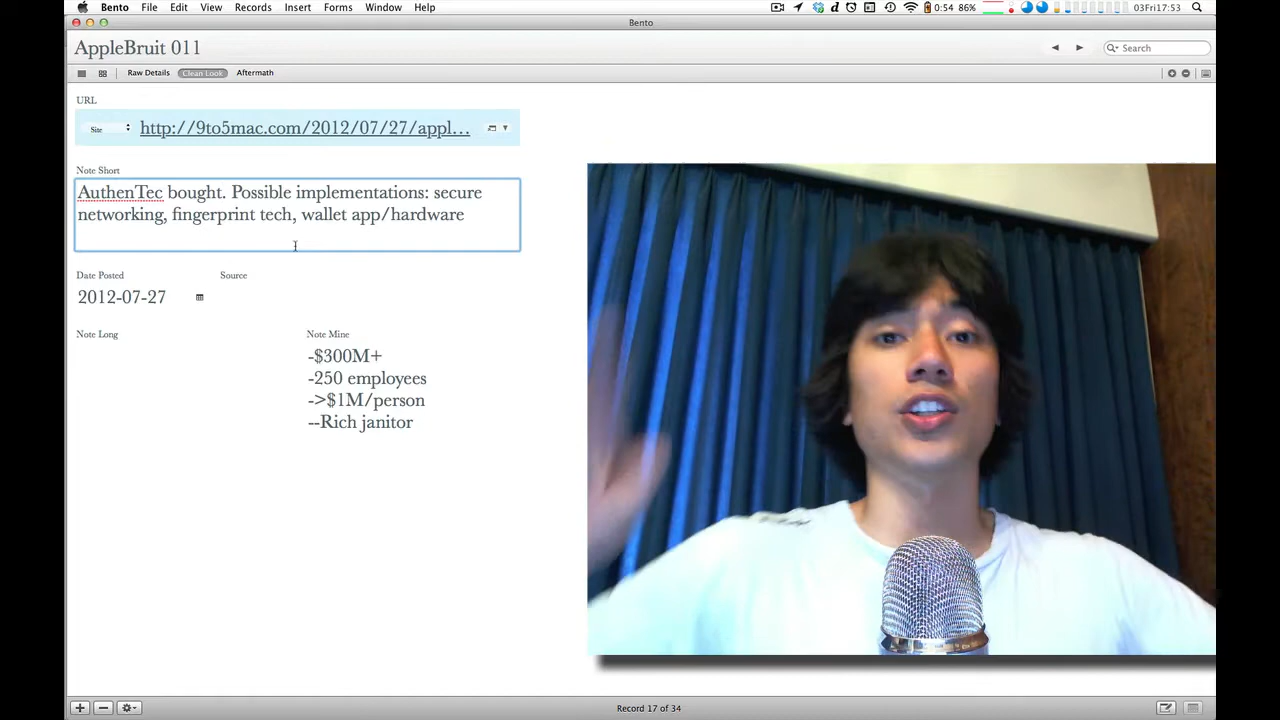 Bento File Edit View Records Insert Forms Window Help
0:54 86% 03Fri17:53
Bento
AppleBruit 011
Search
Raw Details Clean Look Aftermath
URL
Site http://9to5mac.com/2012/07/27/appl...
Note Short
AuthenTec bought. Possible implementations: secure
networking, fingerprint tech, wallet app/hardware
Date Posted Source
2012-07-27
Note Long Note Mine
-$300M+
-250 employees
->$1M/person
--Rich janitor
Record 17 of 34